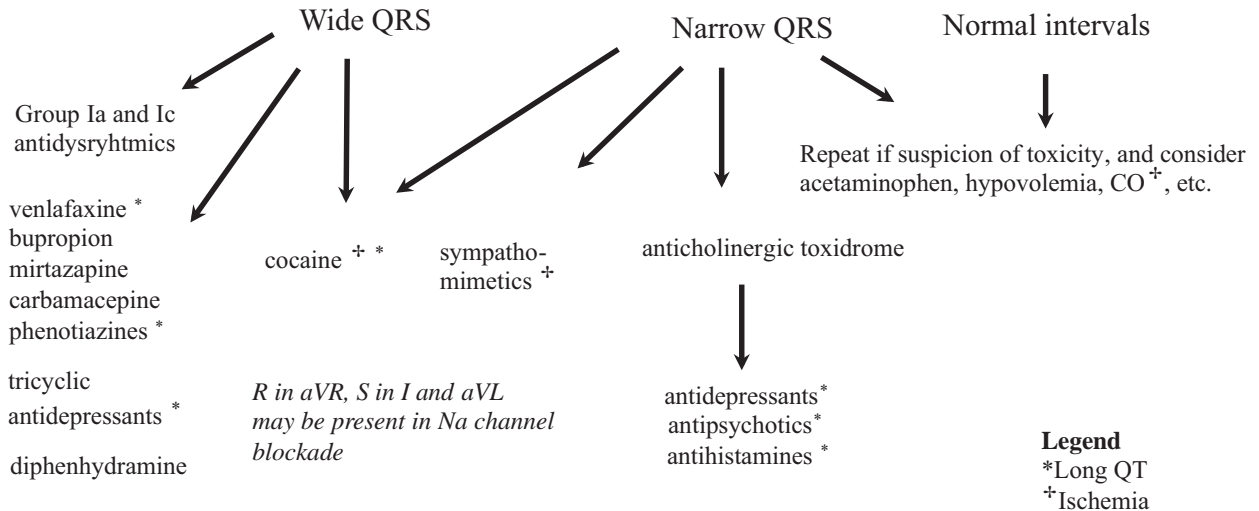 Wide QRS
Narrow QRS
Normal intervals
Group Ia and Ic
antidysryhtmics
Repeat if suspicion of toxicity, and consider
acetaminophen, hypovolemia, CO ✢, etc.
venlafaxine *
bupropion
mirtazapine
carbamacepine
phenotiazines *
cocaine ✢ *
sympatho-
mimetics ✢
anticholinergic toxidrome
tricyclic
antidepressants *
diphenhydramine
R in aVR, S in I and aVL
may be present in Na channel
blockade
antidepressants*
antipsychotics*
antihistamines *
Legend
*Long QT
✢Ischemia